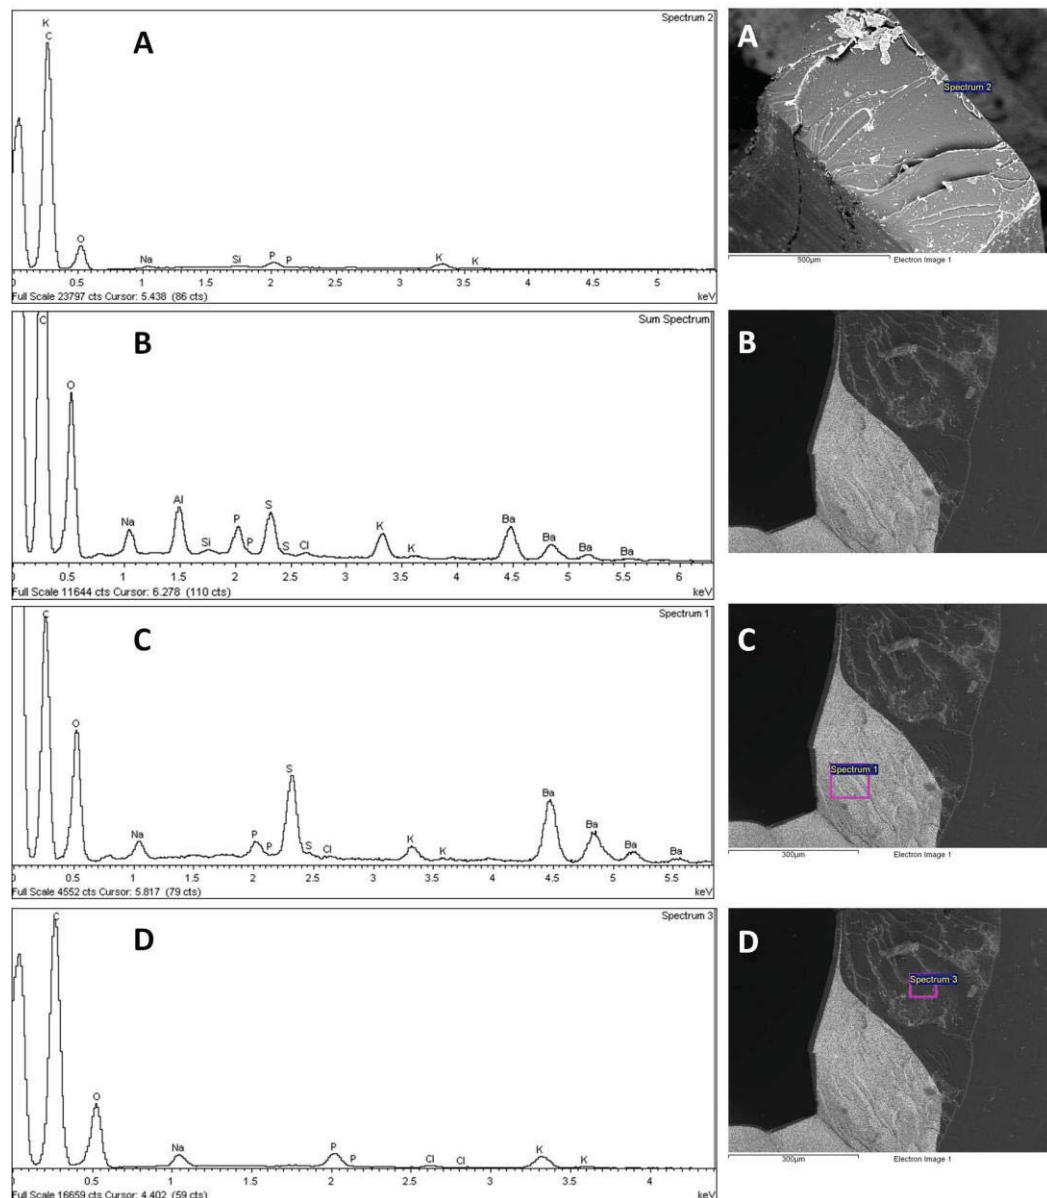 Spectrum 2
A
K
C
O
Na
Si
P
P
K
K
0 0.5 1 1.5 2 2.5 3 3.5 4 4.5 5
Full Scale 23797 cts Cursor: 5.438 (86 cts)
keV
A
Spectrum 2
500µm
Electron Image 1
Sum Spectrum
B
C
O
Na
Al
Si
P
P
S
S
Cl
K
K
Ba
Ba
Ba
Ba
0 0.5 1 1.5 2 2.5 3 3.5 4 4.5 5 5.5 6
Full Scale 11644 cts Cursor: 6.278 (110 cts)
keV
B
Spectrum 1
C
C
O
Na
P
P
S
S
Cl
K
K
Ba
Ba
Ba
Ba
0 0.5 1 1.5 2 2.5 3 3.5 4 4.5 5 5.5
Full Scale 4552 cts Cursor: 5.817 (79 cts)
keV
C
Spectrum 1
300µm
Electron Image 1
Spectrum 3
D
C
O
Na
P
P
Cl
Cl
K
K
0 0.5 1 1.5 2 2.5 3 3.5 4
Full Scale 16659 cts Cursor: 4.402 (59 cts)
keV
D
Spectrum 3
300µm
Electron Image 1